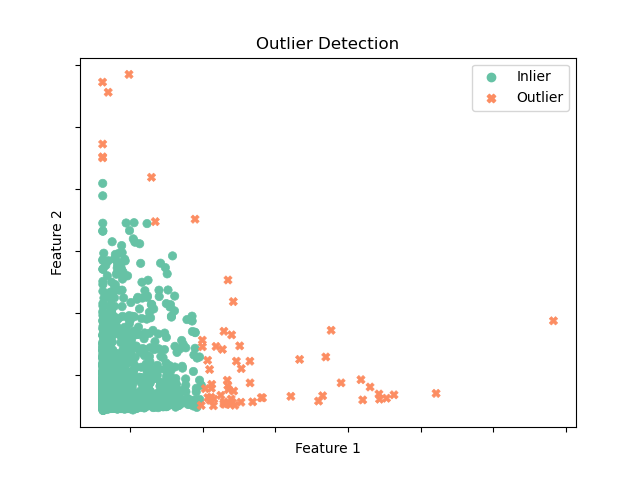 Outlier Detection
Inlier
Outlier
Feature 2
Feature 1